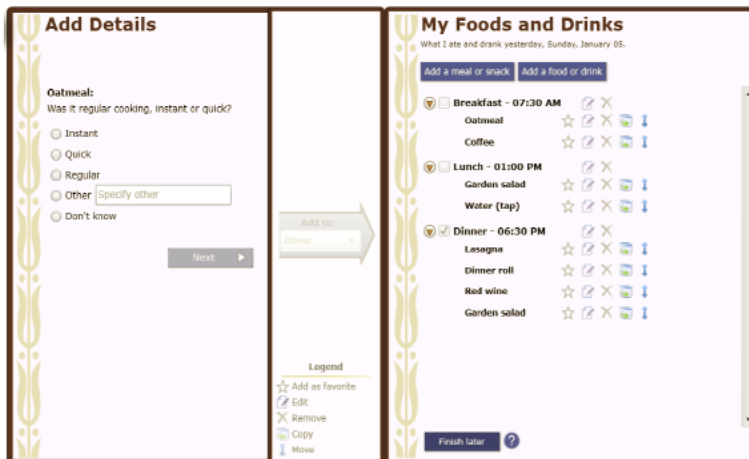 Add Details
Oatmeal:
Was it regular cooking, instant or quick?
Instant
Quick
Regular
Other Specify other
Don't know
Next
Add to:
Dinner
Legend
Add as favorite
Edit
Remove
Copy
Move
My Foods and Drinks
What I ate and drank yesterday, Sunday, January 05.
Add a meal or snack Add a food or drink
Breakfast - 07:30 AM
Oatmeal
Coffee
Lunch - 01:00 PM
Garden salad
Water (tap)
Dinner - 06:30 PM
Lasagna
Dinner roll
Red wine
Garden salad
Finish later ?